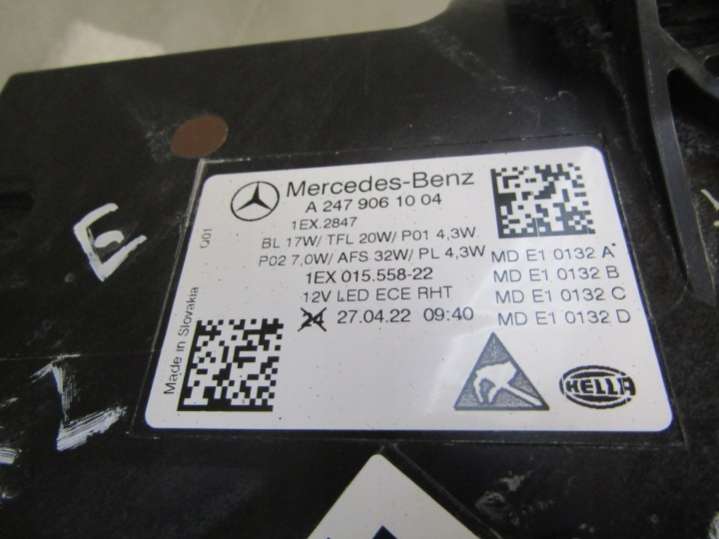 Mercedes-Benz
A 247 906 10 04
1EX.2847
BL 17W/ TFL 20W/ P01 4,3W
P02 7,0W/ AFS 32W/ PL 4,3W
1EX 015.558-22
12V LED ECE RHT
24 27.04.22 09:40
MD E1 0132 A
MD E1 0132 B
MD E1 0132 C
MD E1 0132 D
Q01
Made in Slovakia
HELLA
E